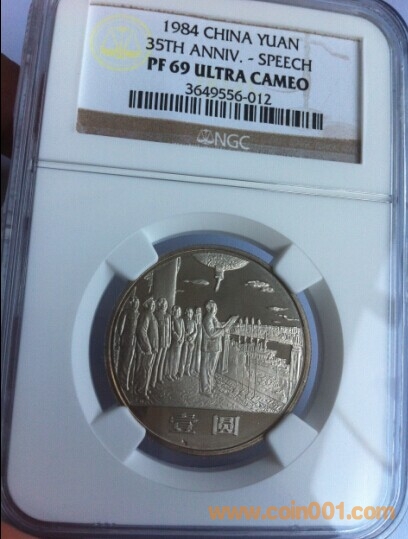 1984 CHINA YUAN
35TH ANNIV. - SPEECH
PF 69 ULTRA CAMEO
3649556-012
NGC
壹圆
www.coin001.com